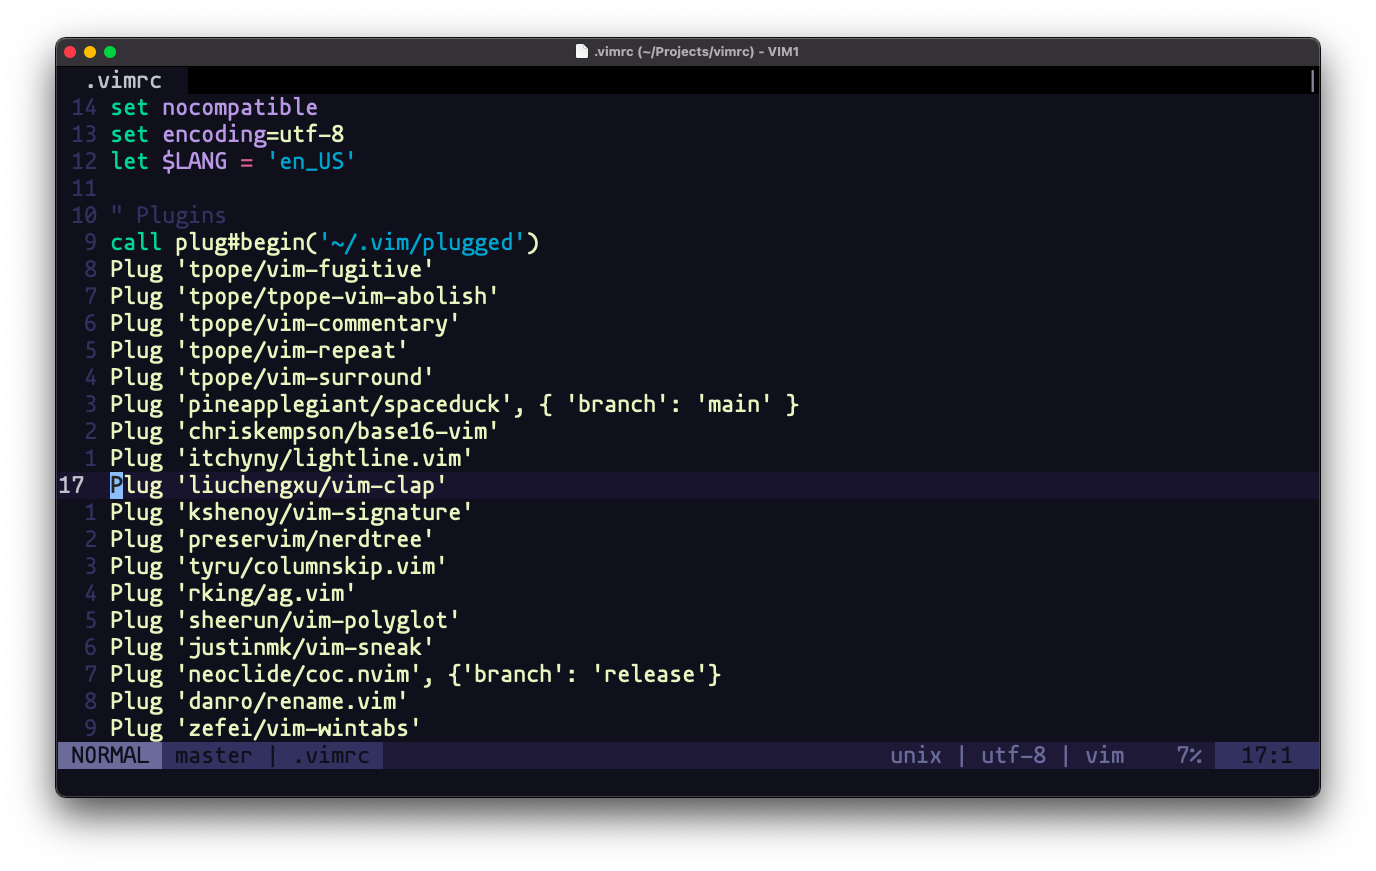 .vimrc (~/Projects/vimrc) - VIM1
.vimrc
14 set nocompatible
13 set encoding=utf-8
12 let $LANG = 'en_US'
11
10 " Plugins
9 call plug#begin('~/.vim/plugged')
8 Plug 'tpope/vim-fugitive'
7 Plug 'tpope/tpope-vim-abolish'
6 Plug 'tpope/vim-commentary'
5 Plug 'tpope/vim-repeat'
4 Plug 'tpope/vim-surround'
3 Plug 'pineapplegiant/spaceduck', { 'branch': 'main' }
2 Plug 'chriskempson/base16-vim'
1 Plug 'itchyny/lightline.vim'
17 Plug 'liuchengxu/vim-clap'
1 Plug 'kshenoy/vim-signature'
2 Plug 'preservim/nerdtree'
3 Plug 'tyru/columnskip.vim'
4 Plug 'rking/ag.vim'
5 Plug 'sheerun/vim-polyglot'
6 Plug 'justinmk/vim-sneak'
7 Plug 'neoclide/coc.nvim', {'branch': 'release'}
8 Plug 'danro/rename.vim'
9 Plug 'zefei/vim-wintabs'
NORMAL master | .vimrc unix | utf-8 | vim 7% 17:1